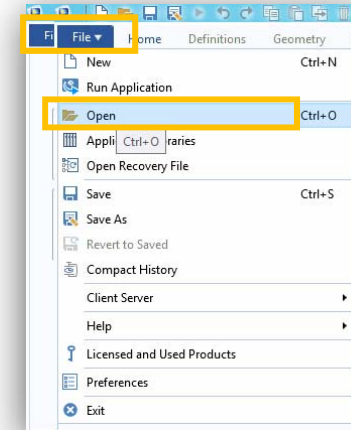 Fi File ▼ Home Definitions Geometry
New Ctrl+N
Run Application
Open Ctrl+O
Appli Ctrl+O raries
Open Recovery File
Save Ctrl+S
Save As
Revert to Saved
Compact History
Client Server
Help
Licensed and Used Products
Preferences
Exit